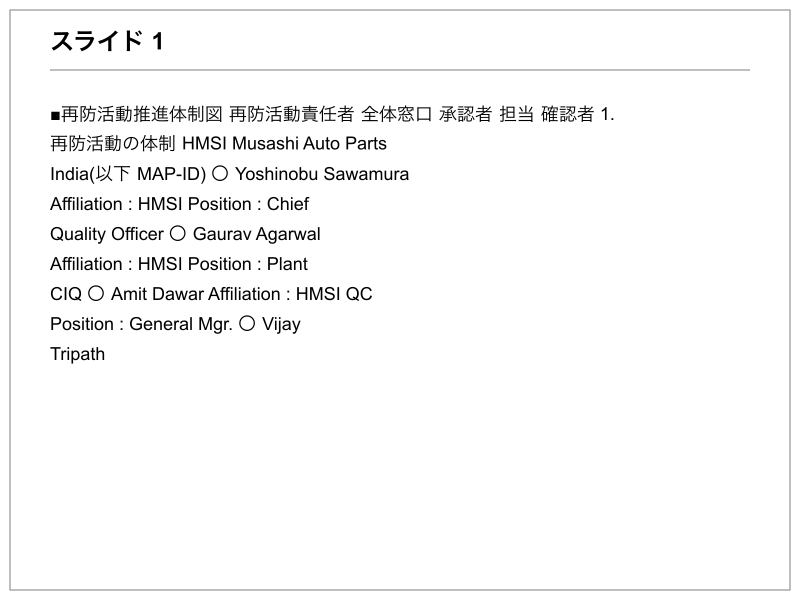 スライド 1
■再防活動推進体制図 再防活動責任者 全体窓口 承認者 担当 確認者 1.
再防活動の体制 HMSI Musashi Auto Parts
India(以下 MAP-ID) 〇 Yoshinobu Sawamura
Affiliation : HMSI Position : Chief
Quality Officer 〇 Gaurav Agarwal
Affiliation : HMSI Position : Plant
CIQ 〇 Amit Dawar Affiliation : HMSI QC
Position : General Mgr. 〇 Vijay
Tripath